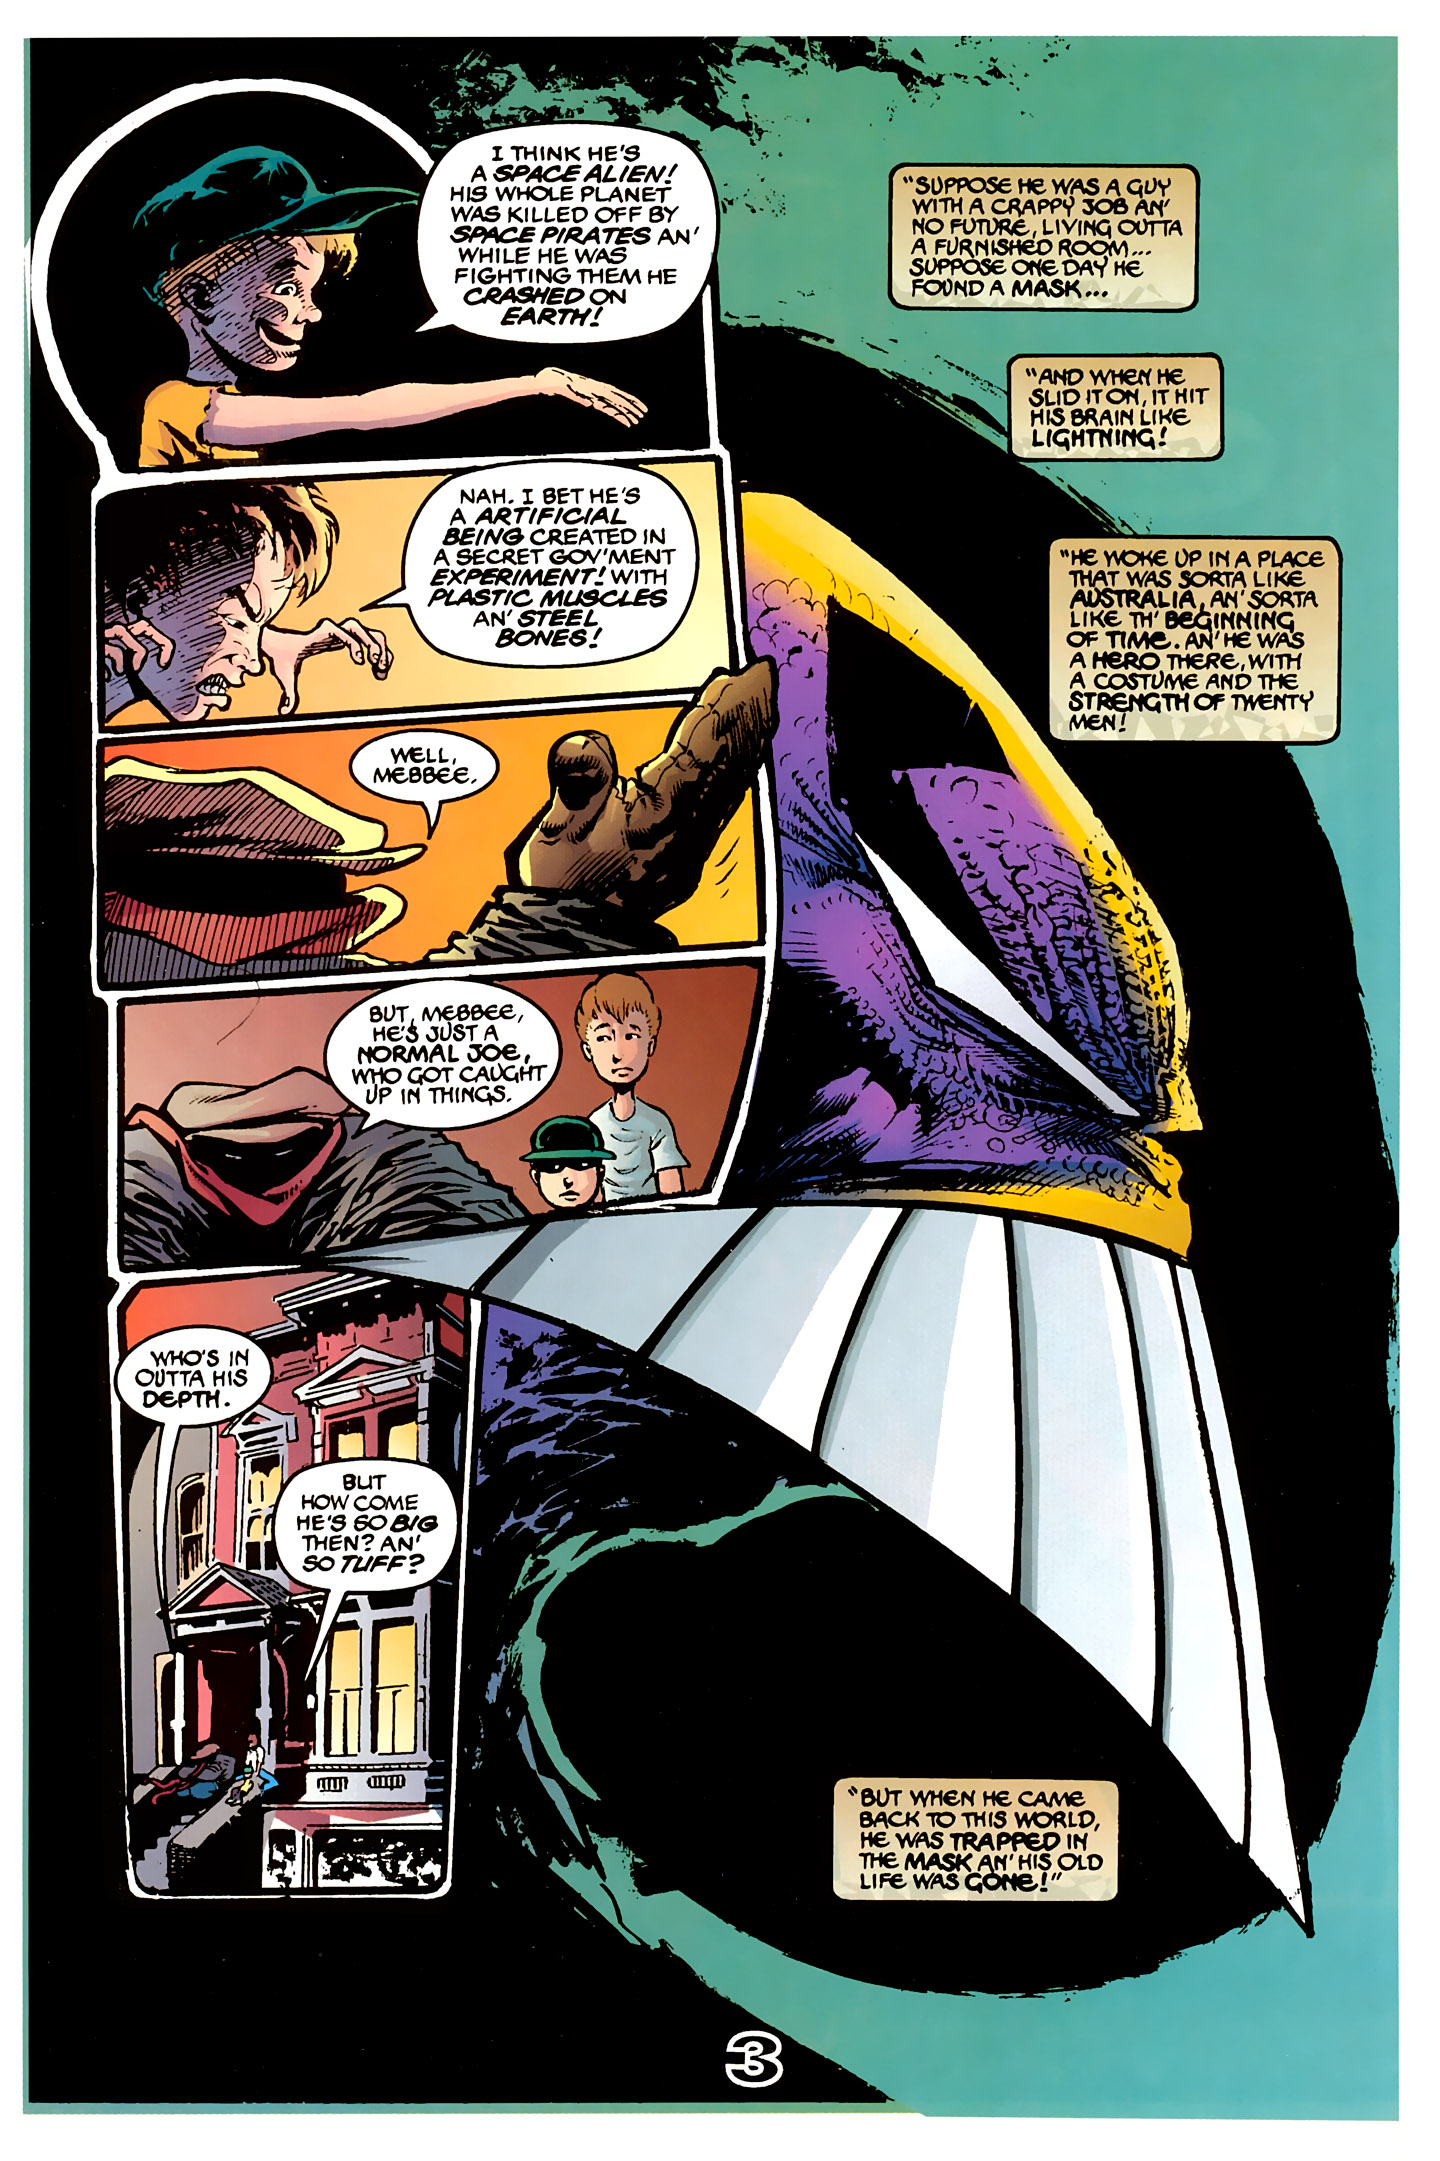 I THINK HE'S
A SPACE ALIEN!
HIS WHOLE PLANET
WAS KILLED OFF BY
SPACE PIRATES AN'
WHILE HE WAS
FIGHTING THEM HE
CRASHED ON
EARTH!
NAH. I BET HE'S
A ARTIFICIAL
BEING CREATED IN
A SECRET GOV'MENT
EXPERIMENT! WITH
PLASTIC MUSCLES
AN' STEEL
BONES!
WELL,
MEBBEE.
BUT, MEBBEE,
HE'S JUST A
NORMAL JOE,
WHO GOT CAUGHT
UP IN THINGS.
WHO'S IN
OUTTA HIS
DEPTH.
BUT
HOW COME
HE'S SO BIG
THEN? AN'
SO TUFF?
"SUPPOSE HE WAS A GUY
WITH A CRAPPY JOB AN'
NO FUTURE, LIVING OUTTA
A FURNISHED ROOM...
SUPPOSE ONE DAY HE
FOUND A MASK...
"AND WHEN HE
SLID IT ON, IT HIT
HIS BRAIN LIKE
LIGHTNING!
"HE WOKE UP IN A PLACE
THAT WAS SORTA LIKE
AUSTRALIA, AN' SORTA
LIKE TH' BEGINNING
OF TIME. AN' HE WAS
A HERO THERE, WITH
A COSTUME AND THE
STRENGTH OF TWENTY
MEN!
"BUT WHEN HE CAME
BACK TO THIS WORLD,
HE WAS TRAPPED IN
THE MASK AN' HIS OLD
LIFE WAS GONE!"
3